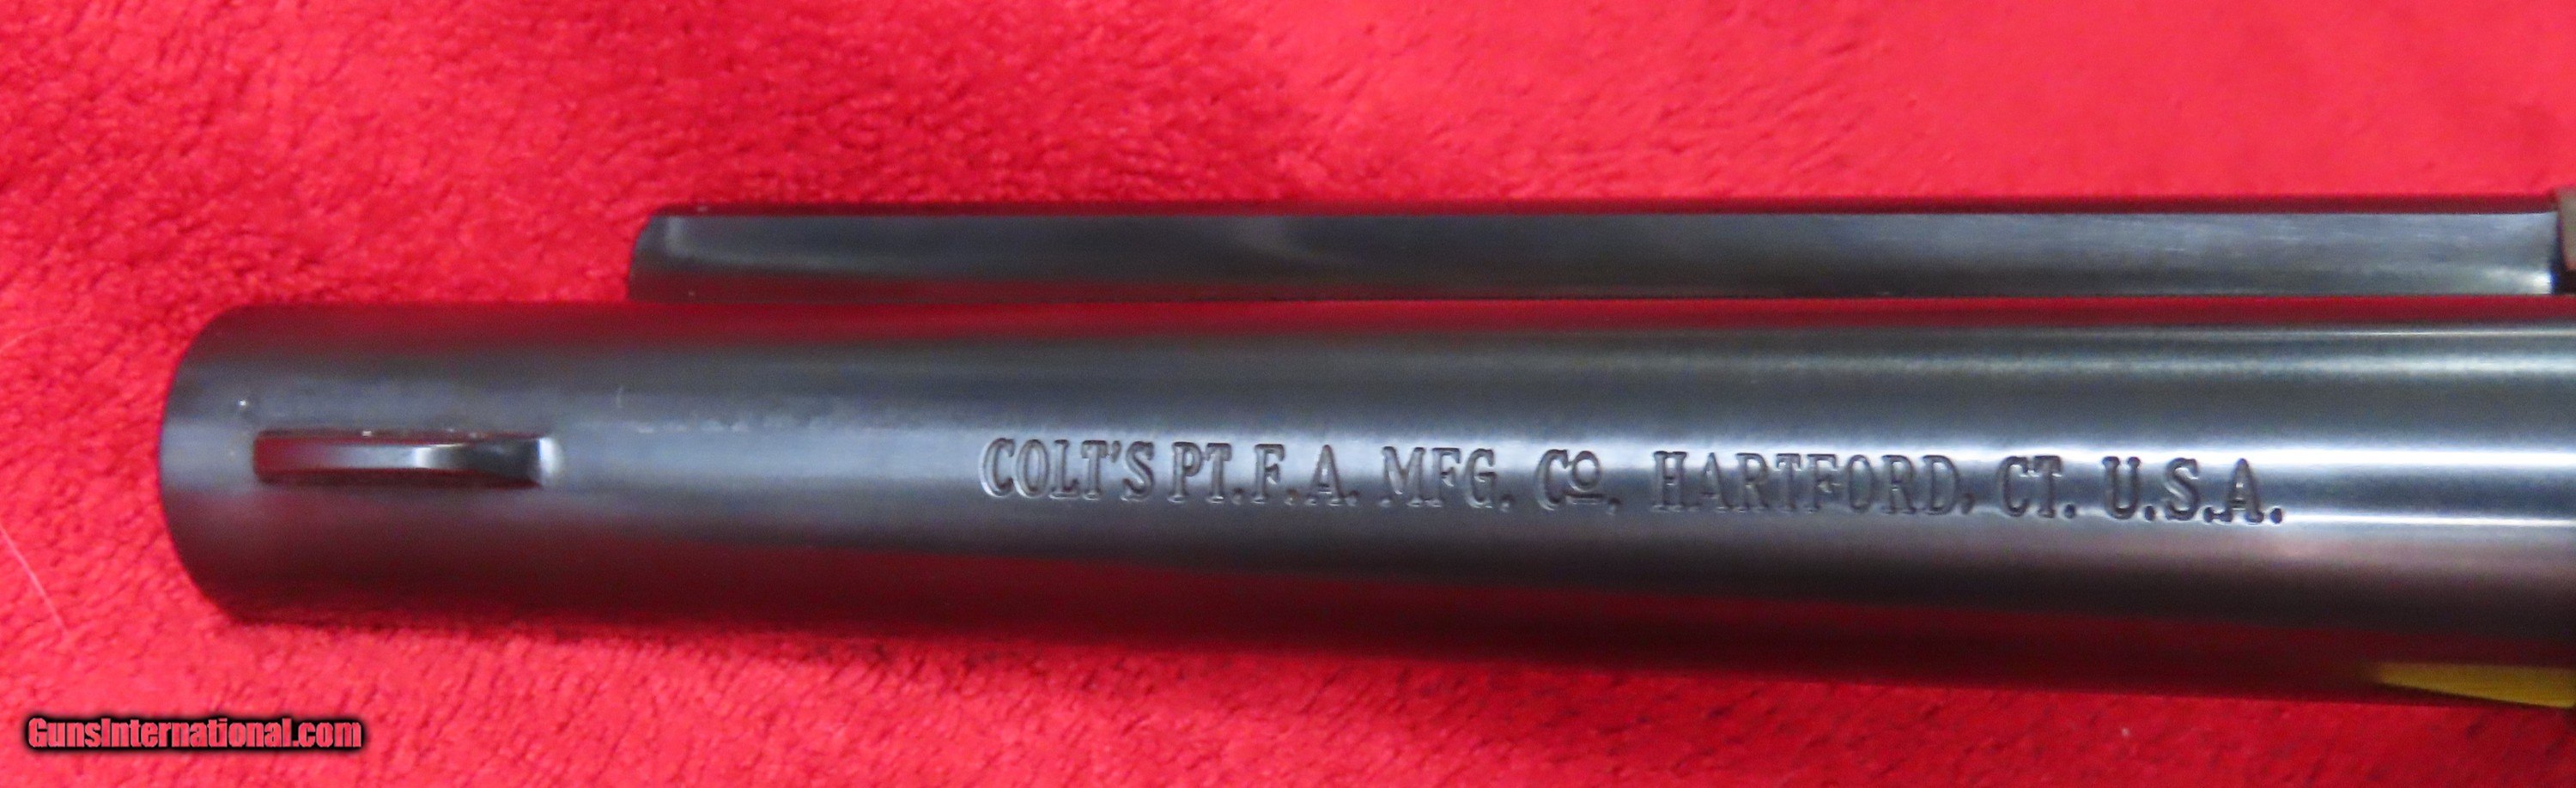 COLT'S PT. F. A. MFG. Co. HARTFORD, CT. U.S.A.
GunsInternational.com